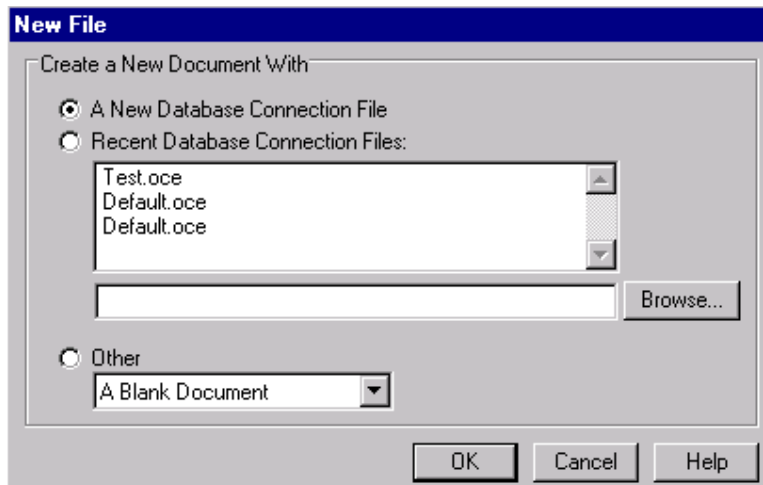 New File
Create a New Document With
A New Database Connection File
Recent Database Connection Files:
Test.oce
Default.oce
Default.oce
Browse...
Other
A Blank Document
OK Cancel Help